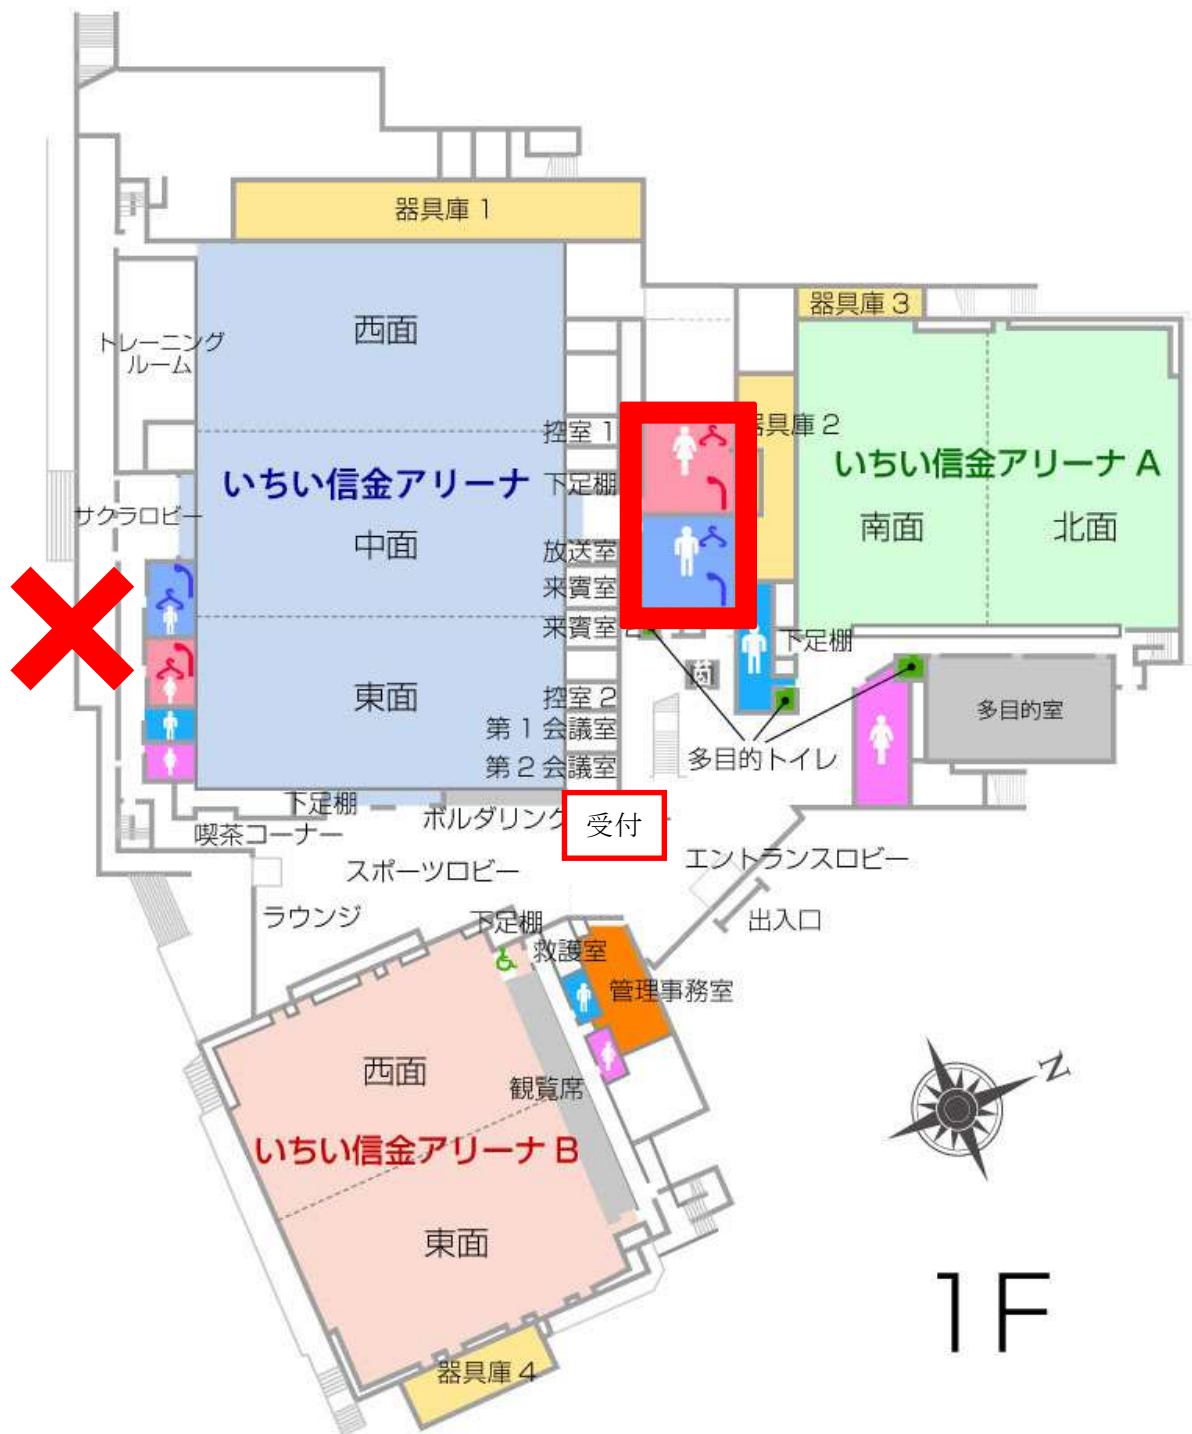 器具庫 1
器具庫 3
西面
トレーニング
ルーム
控室 1
器具庫 2
いちい信金アリーナ
下足棚
いちい信金アリーナ A
サクラロビー
中面
放送室
南面
北面
来賓室
来賓室 2
下足棚
東面
控室 2
多目的室
第 1 会議室
第 2 会議室
多目的トイレ
下足棚
ボルダリング
受付
喫茶コーナー
スポーツロビー
エントランスロビー
ラウンジ
下足棚
出入口
救護室
管理事務室
西面
観覧席
N
いちい信金アリーナ B
東面
1F
器具庫 4